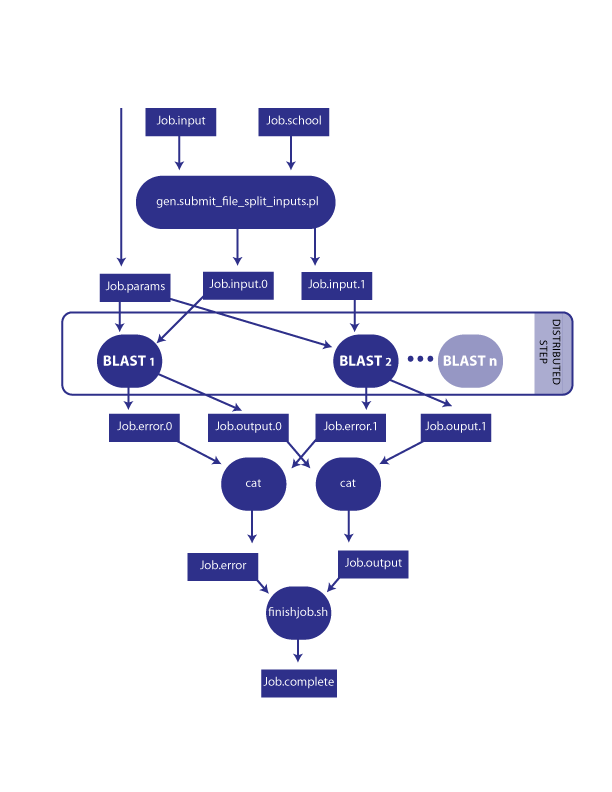 Job.input
Job.school
gen.submit_file_split_inputs.pl
Job.params
Job.input.0
Job.input.1
DISTRIBUTED
STEP
BLAST 1
BLAST 2
BLAST n
Job.error.0
Job.output.0
Job.error.1
Job.ouput.1
cat
cat
Job.error
Job.output
finishjob.sh
Job.complete